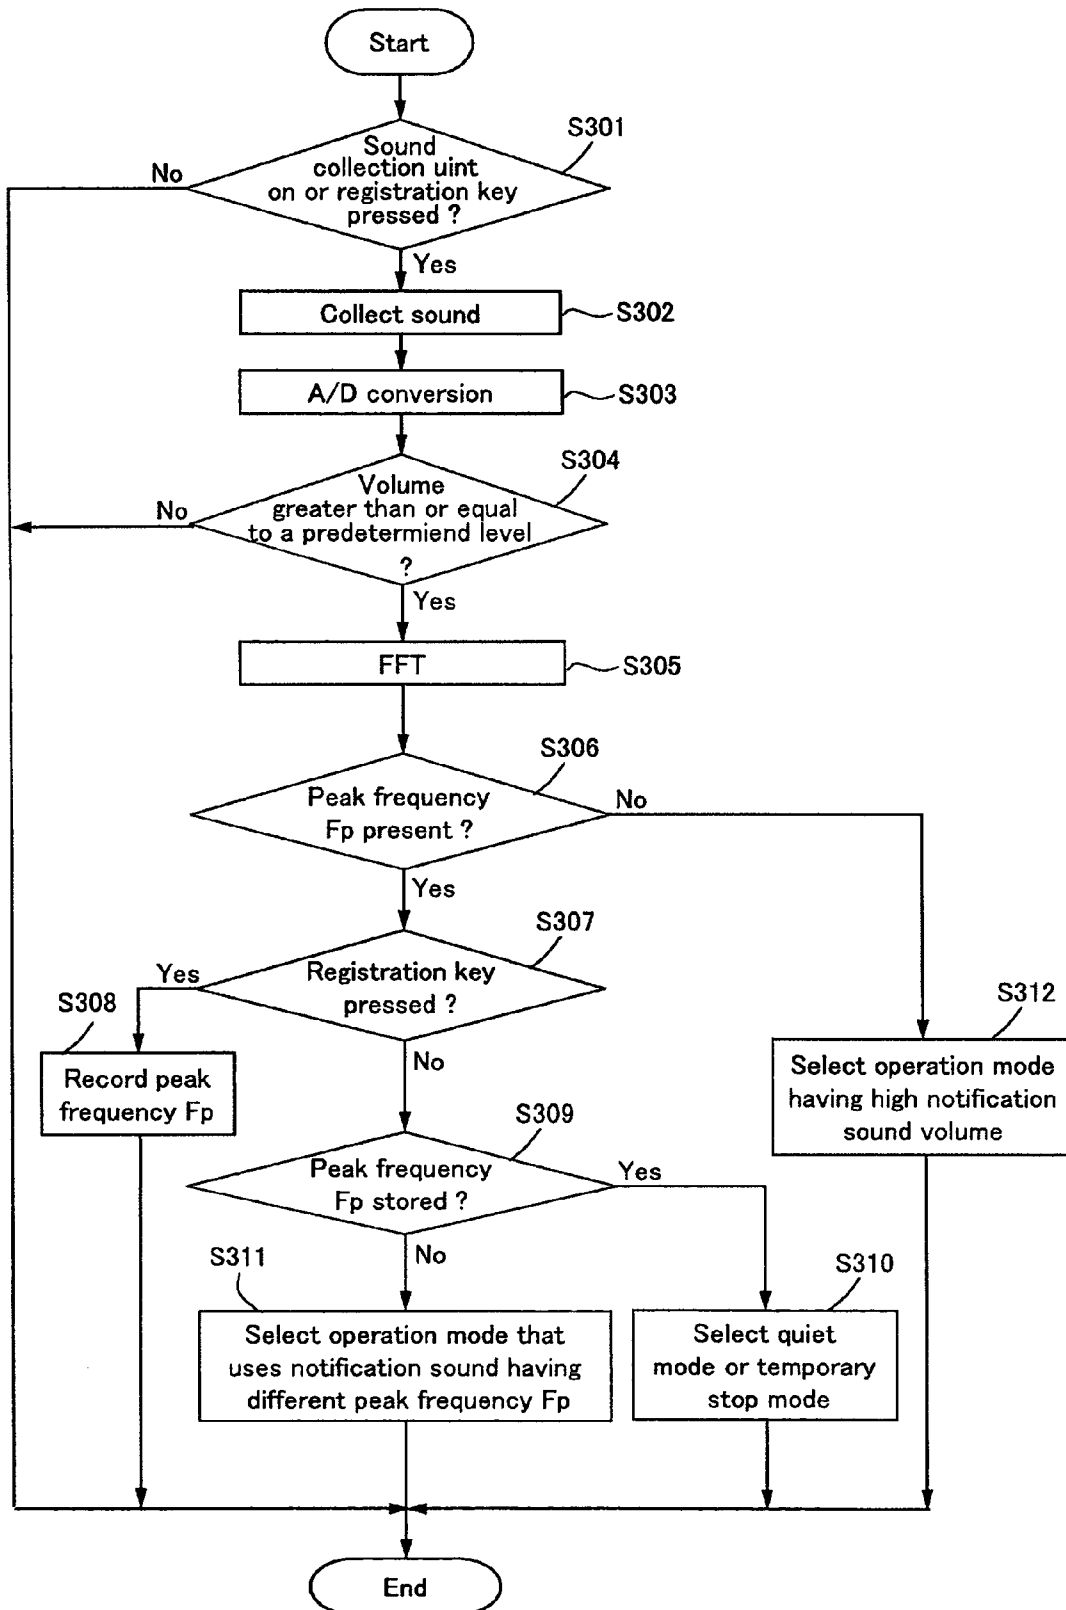 Start
S301
Sound
collection uint
on or registration key
pressed ?
No
Yes
Collect sound
S302
A/D conversion
S303
S304
Volume
greater than or equal
to a predetermiend level
?
No
Yes
FFT
S305
S306
Peak frequency
Fp present ?
No
Yes
S307
Registration key
pressed ?
Yes
No
S308
Record peak
frequency Fp
S312
Select operation mode
having high notification
sound volume
S309
Peak frequency
Fp stored ?
Yes
No
S311
Select operation mode that
uses notification sound having
different peak frequency Fp
S310
Select quiet
mode or temporary
stop mode
End